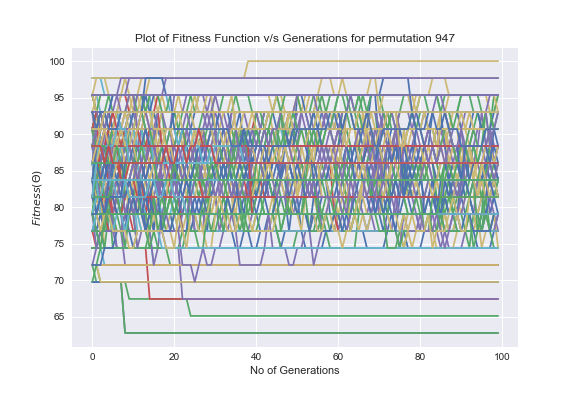 Plot of Fitness Function v/s Generations for permutation 947
100
95
90
85
80
75
70
65
Fitness(Θ)
0 20 40 60 80 100
No of Generations